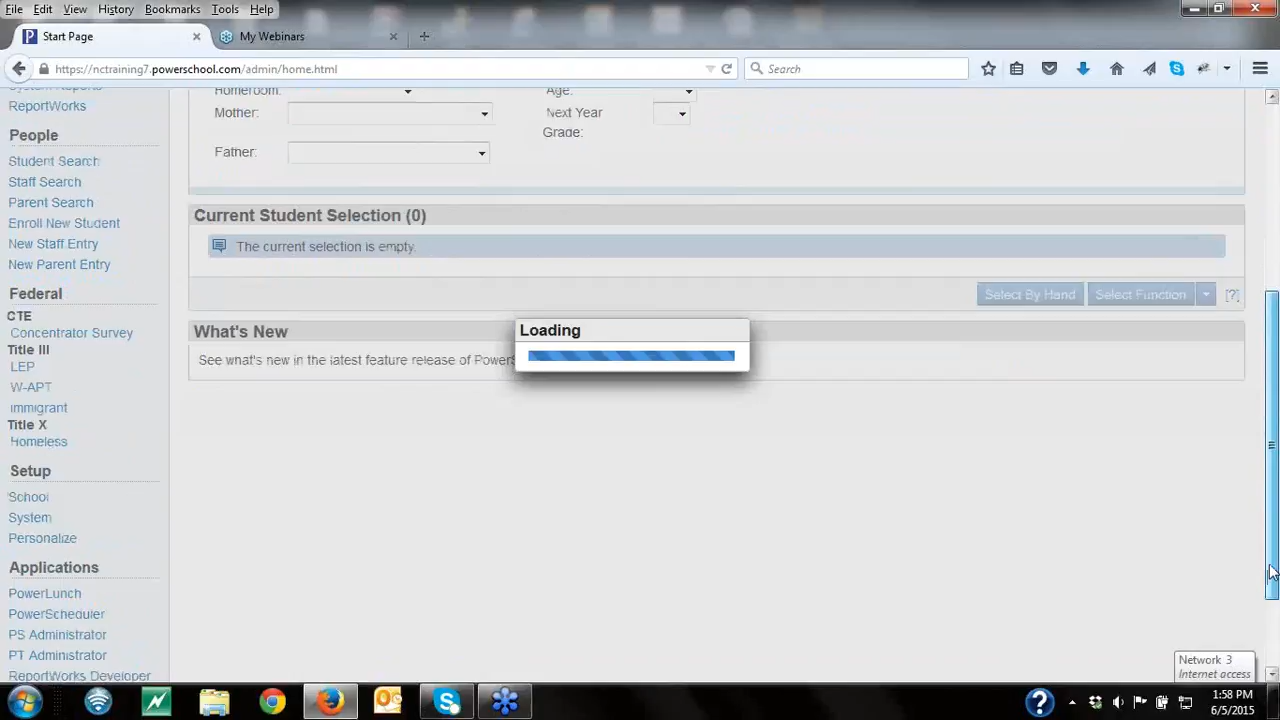 File Edit View History Bookmarks Tools Help
Start Page My Webinars
https://nctraining7.powerschool.com/admin/home.html Search
System Reports
ReportWorks
People
Student Search
Staff Search
Parent Search
Enroll New Student
New Staff Entry
New Parent Entry
Federal
CTE
Concentrator Survey
Title III
LEP
W-APT
Immigrant
Title X
Homeless
Setup
School
System
Personalize
Applications
PowerLunch
PowerScheduler
PS Administrator
PT Administrator
ReportWorks Developer
Homeroom: Age:
Mother: Next Year
Grade:
Father:
Current Student Selection (0)
The current selection is empty.
Select By Hand Select Function [?]
What's New
See what's new in the latest feature release of PowerS
Loading
Network 3
Internet access
1:58 PM
6/5/2015